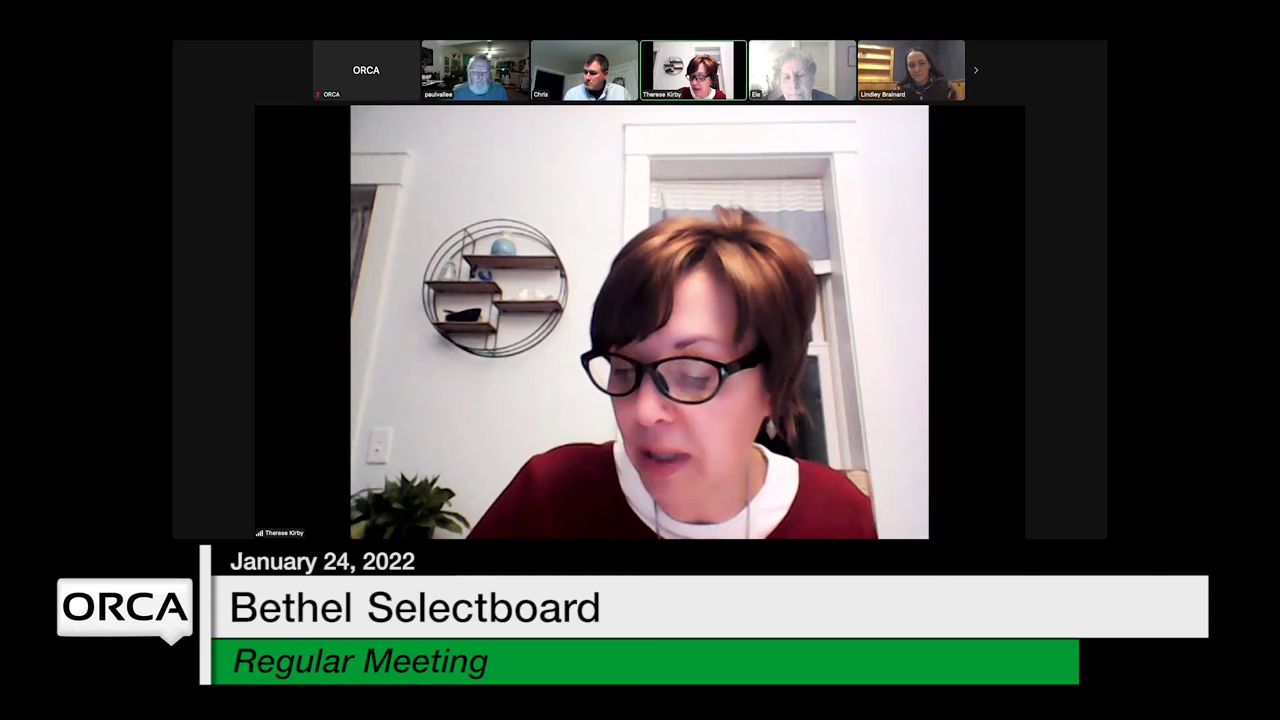 ORCA
ORCA
paulvallee
Chris
Therese Kirby
Ele
Lindley Brainard
Therese Kirby
January 24, 2022
ORCA
Bethel Selectboard
Regular Meeting